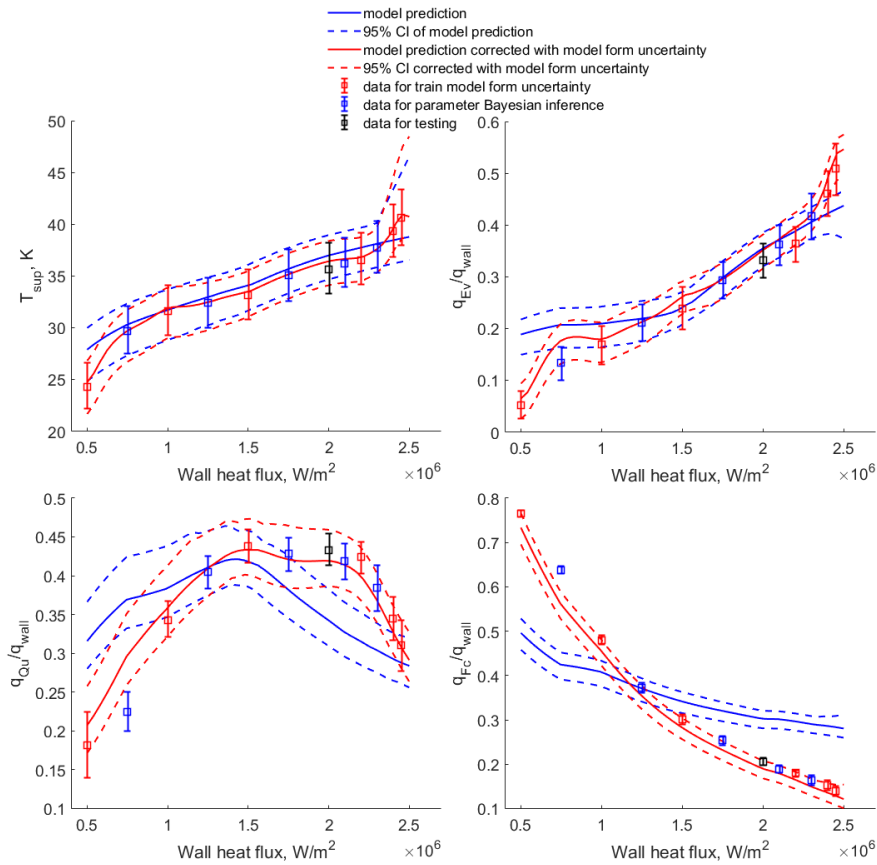 model prediction
95% CI of model prediction
model prediction corrected with model form uncertainty
95% CI corrected with model form uncertainty
data for train model form uncertainty
data for parameter Bayesian inference
data for testing
50
45
40
35
30
25
20
T_sup, K
0.5 1 1.5 2 2.5
Wall heat flux, W/m² ×10⁶
0.6
0.5
0.4
0.3
0.2
0.1
0
q_Ev/q_wall
0.5 1 1.5 2 2.5
Wall heat flux, W/m² ×10⁶
0.5
0.45
0.4
0.35
0.3
0.25
0.2
0.15
0.1
q_Qu/q_wall
0.5 1 1.5 2 2.5
Wall heat flux, W/m² ×10⁶
0.8
0.7
0.6
0.5
0.4
0.3
0.2
0.1
q_Fc/q_wall
0.5 1 1.5 2 2.5
Wall heat flux, W/m² ×10⁶